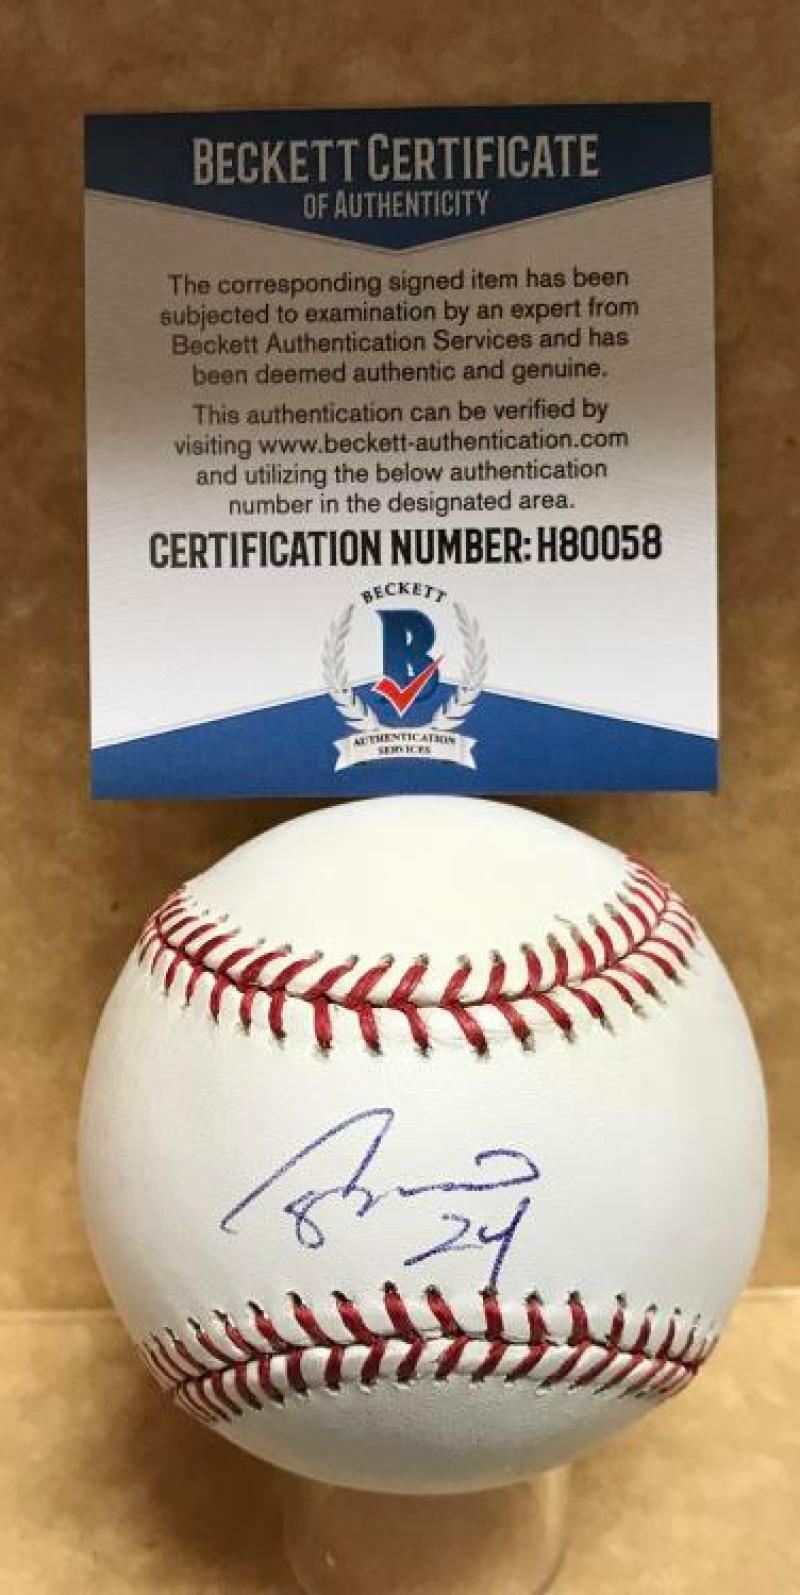 BECKETT CERTIFICATE
OF AUTHENTICITY
The corresponding signed item has been
subjected to examination by an expert from
Beckett Authentication Services and has
been deemed authentic and genuine.
This authentication can be verified by
visiting www.beckett-authentication.com
and utilizing the below authentication
number in the designated area.
CERTIFICATION NUMBER: H80058
BECKETT
B
AUTHENTICATION
SERVICES
24